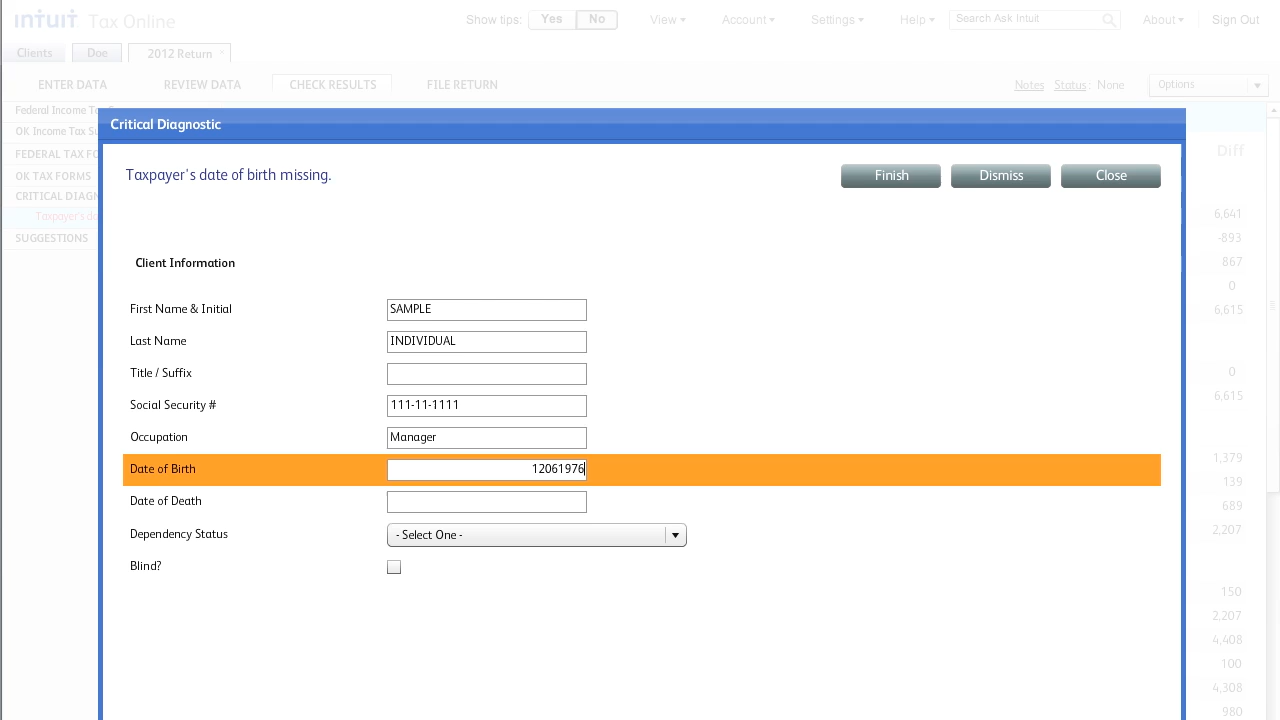 intuit Tax Online
Show tips: Yes No View Account Settings Help Search Ask Intuit About Sign Out
Clients Doe 2012 Return ×
ENTER DATA REVIEW DATA CHECK RESULTS FILE RETURN Notes Status: None Options
Federal Income Ta
OK Income Tax Su
FEDERAL TAX FO
OK TAX FORMS
CRITICAL DIAGN
Taxpayer's da
SUGGESTIONS
Critical Diagnostic
Taxpayer's date of birth missing.
Finish Dismiss Close
Client Information
First Name & Initial SAMPLE
Last Name INDIVIDUAL
Title / Suffix
Social Security # 111-11-1111
Occupation Manager
Date of Birth 12061976
Date of Death
Dependency Status - Select One -
Blind?
Diff
6,641
-893
867
0
6,615
0
6,615
1,379
139
689
2,207
150
2,207
4,408
100
4,308
980